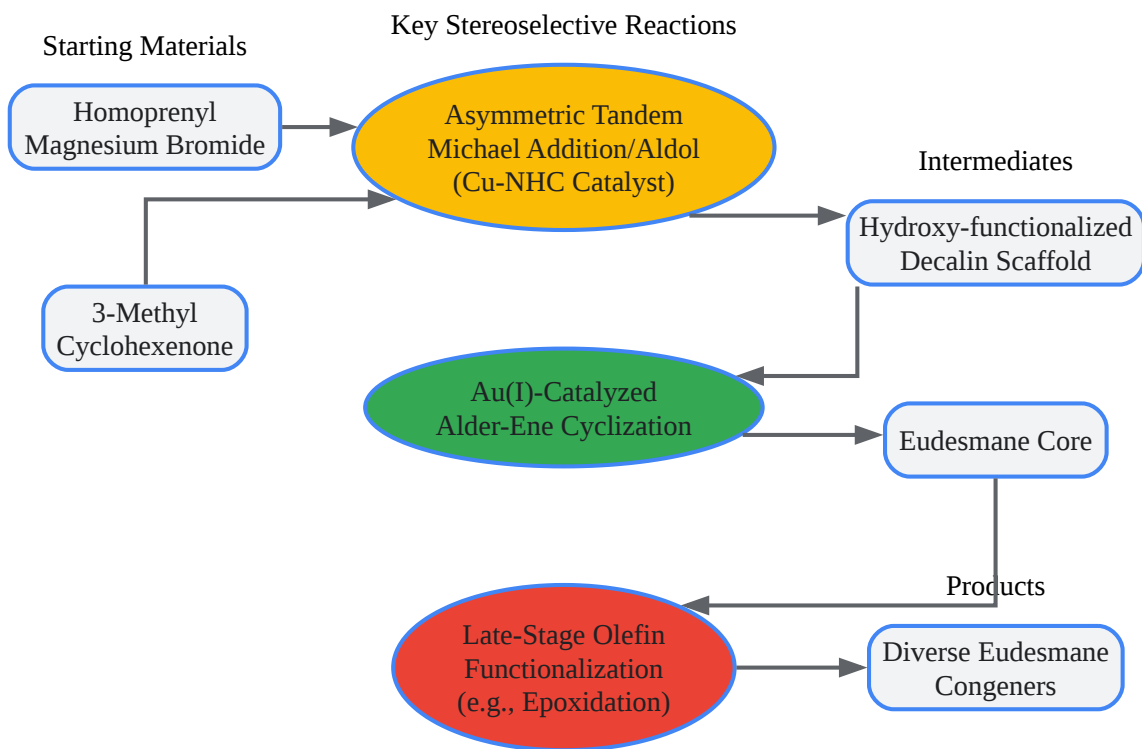 Key Stereoselective Reactions
Starting Materials
Homoprenyl
Magnesium Bromide
Asymmetric Tandem
Michael Addition/Aldol
(Cu-NHC Catalyst)
Intermediates
Hydroxy-functionalized
Decalin Scaffold
3-Methyl
Cyclohexenone
Au(I)-Catalyzed
Alder-Ene Cyclization
Eudesmane Core
Products
Late-Stage Olefin
Functionalization
(e.g., Epoxidation)
Diverse Eudesmane
Congeners